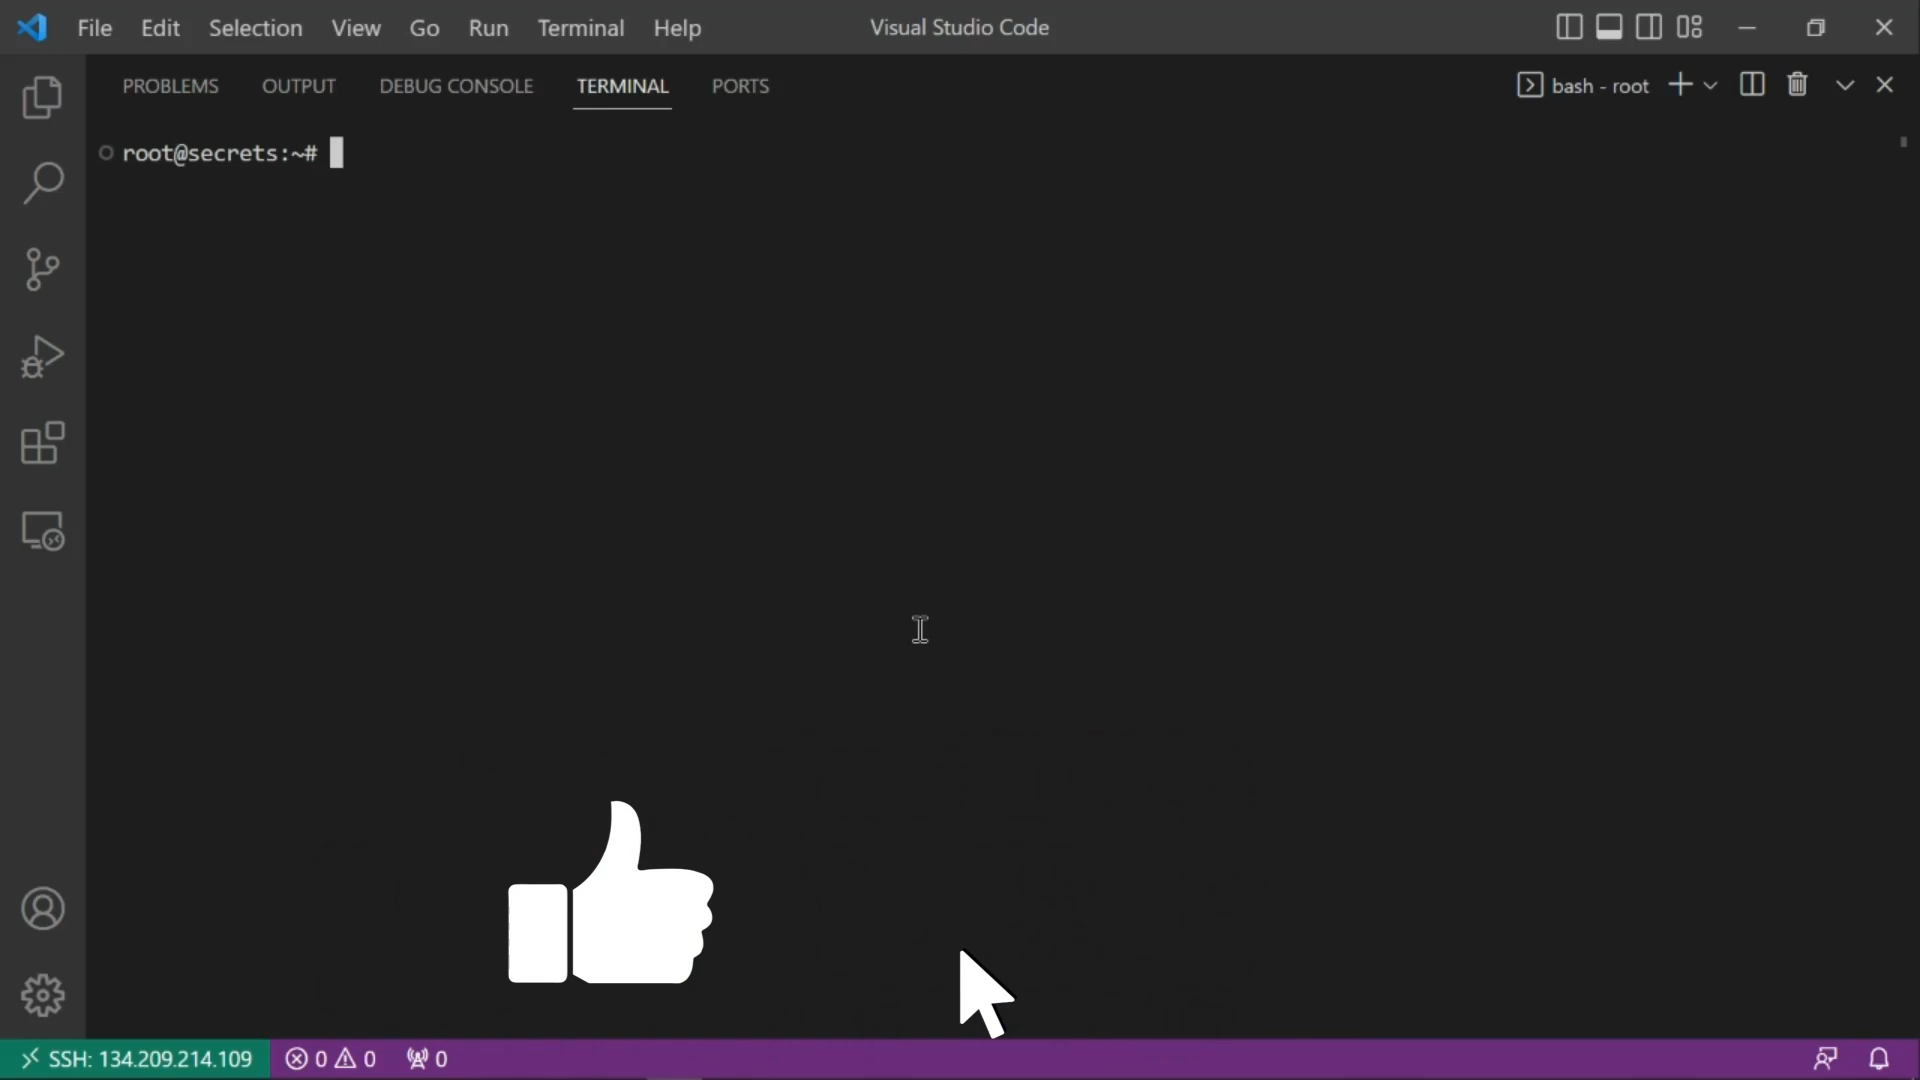 File Edit Selection View Go Run Terminal Help Visual Studio Code
PROBLEMS OUTPUT DEBUG CONSOLE TERMINAL PORTS bash - root
root@secrets:~#
SSH: 134.209.214.109 0 0 0